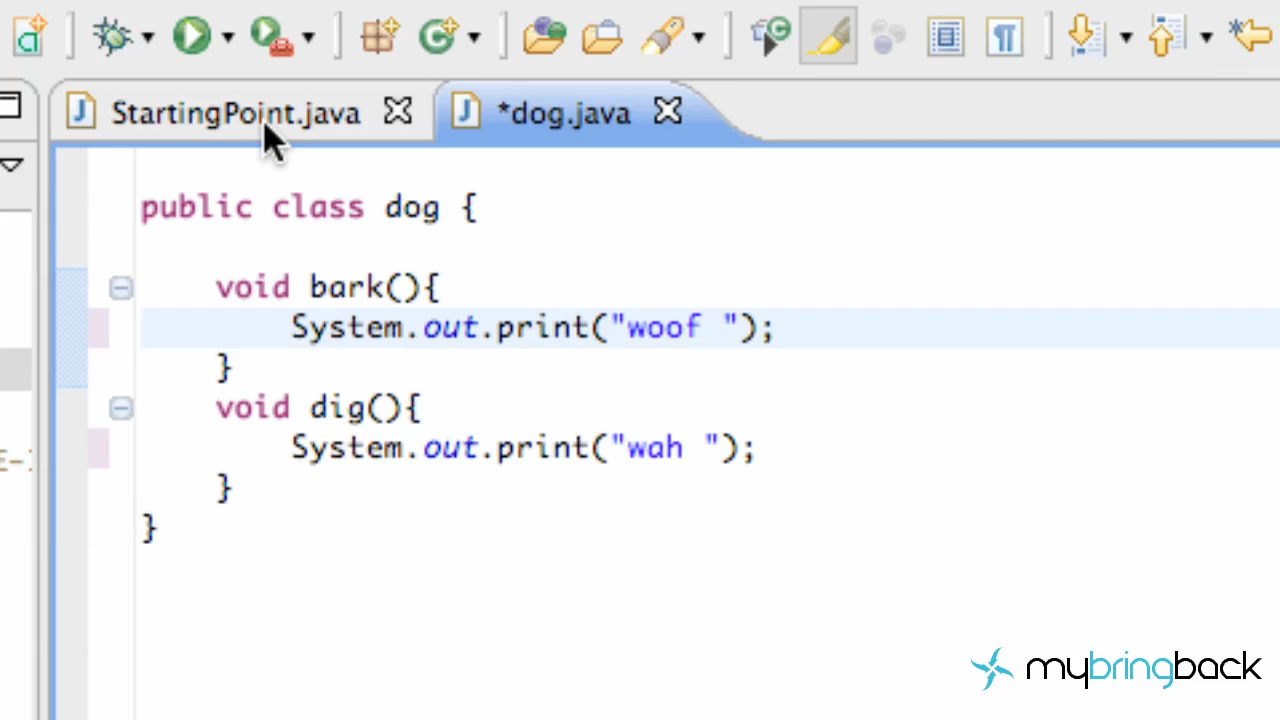 StartingPoint.java
*dog.java
public class dog {
void bark(){
System.out.print("woof ");
}
void dig(){
System.out.print("wah ");
}
}
mybringback